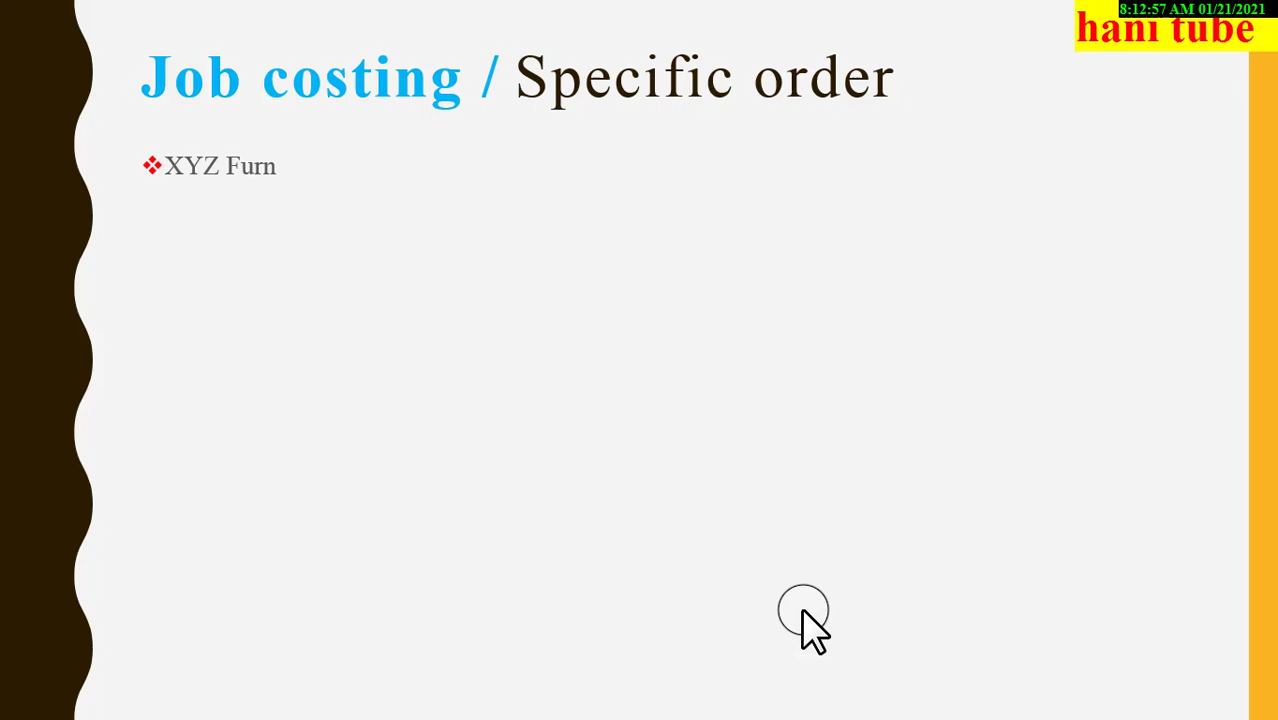 8:12:57 AM 01/21/2021
hani tube
Job costing / Specific order
❖XYZ Furn